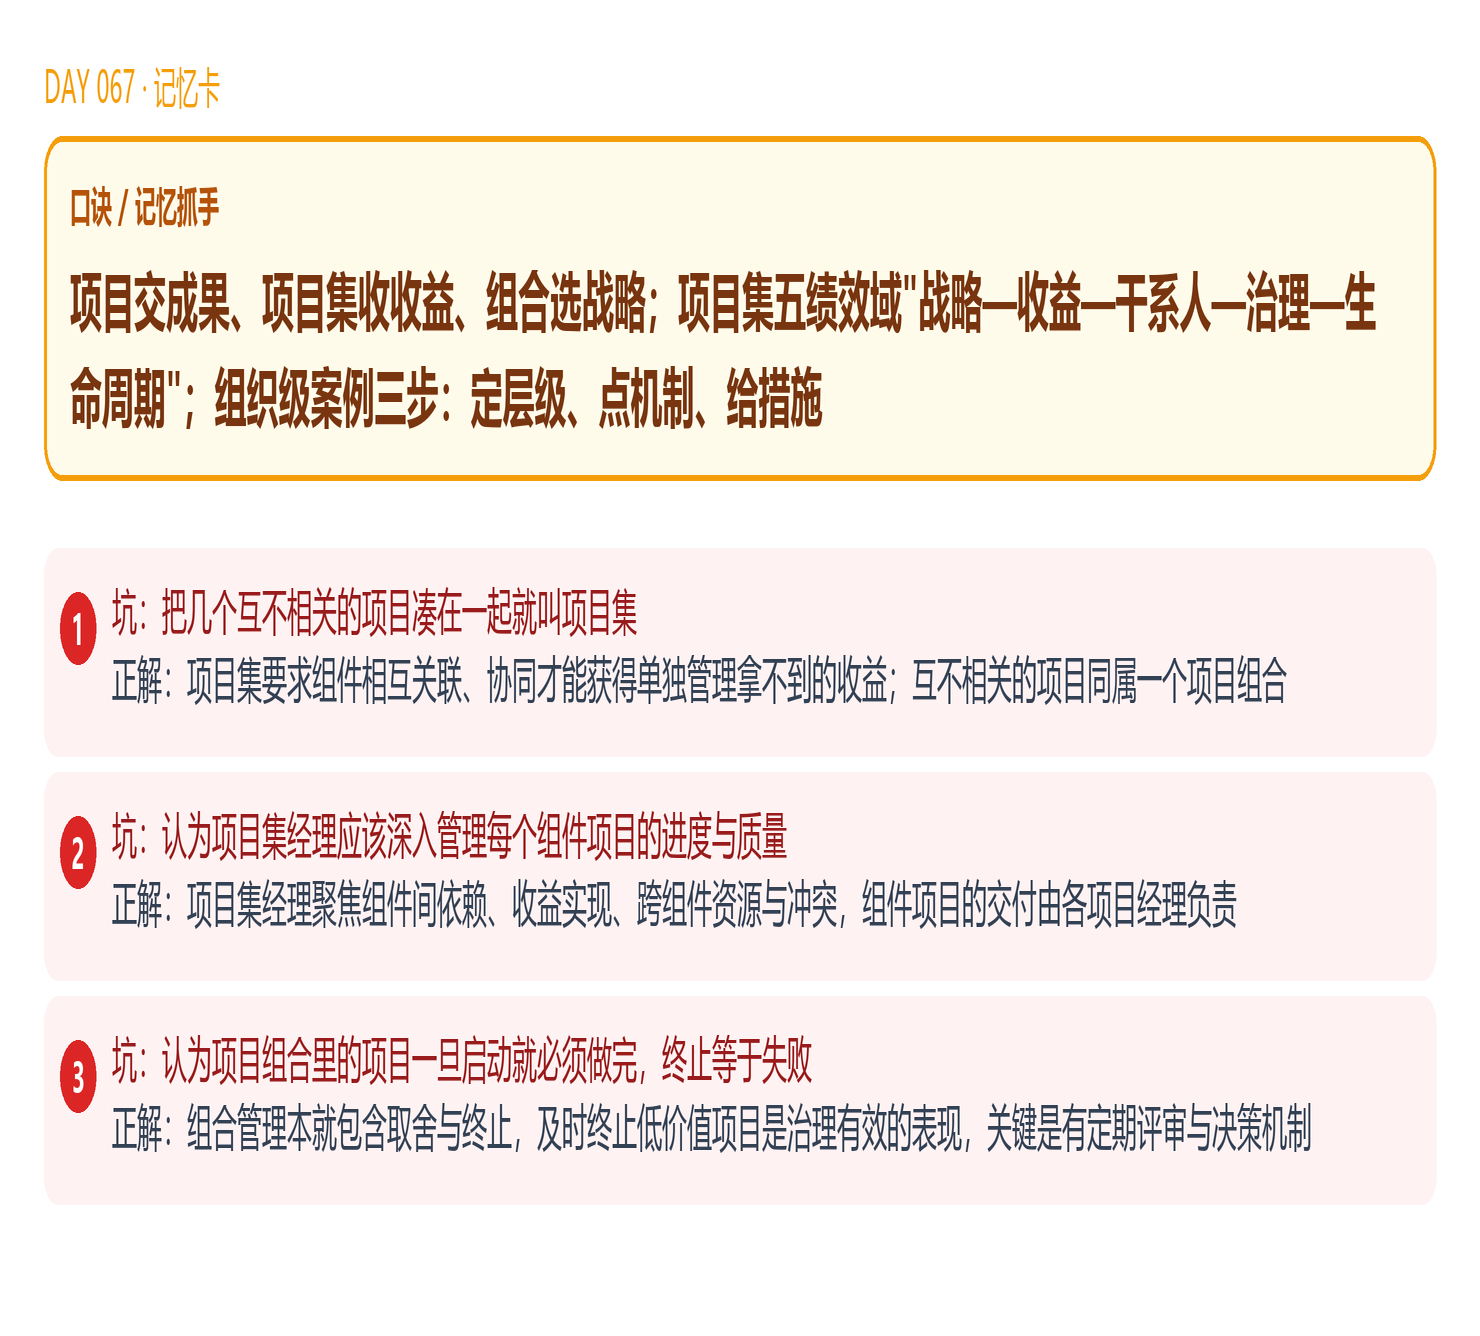 DAY 067 · 记忆卡
口诀 / 记忆抓手
项目交成果、项目集收收益、组合选战略；项目集五绩效域"战略—收益—干系人—治理—生
命周期"；组织级案例三步：定层级、点机制、给措施
1
坑：把几个互不相关的项目凑在一起就叫项目集
正解：项目集要求组件相互关联、协同才能获得单独管理拿不到的收益；互不相关的项目同属一个项目组合
2
坑：认为项目集经理应该深入管理每个组件项目的进度与质量
正解：项目集经理聚焦组件间依赖、收益实现、跨组件资源与冲突，组件项目的交付由各项目经理负责
3
坑：认为项目组合里的项目一旦启动就必须做完，终止等于失败
正解：组合管理本就包含取舍与终止，及时终止低价值项目是治理有效的表现，关键是有定期评审与决策机制